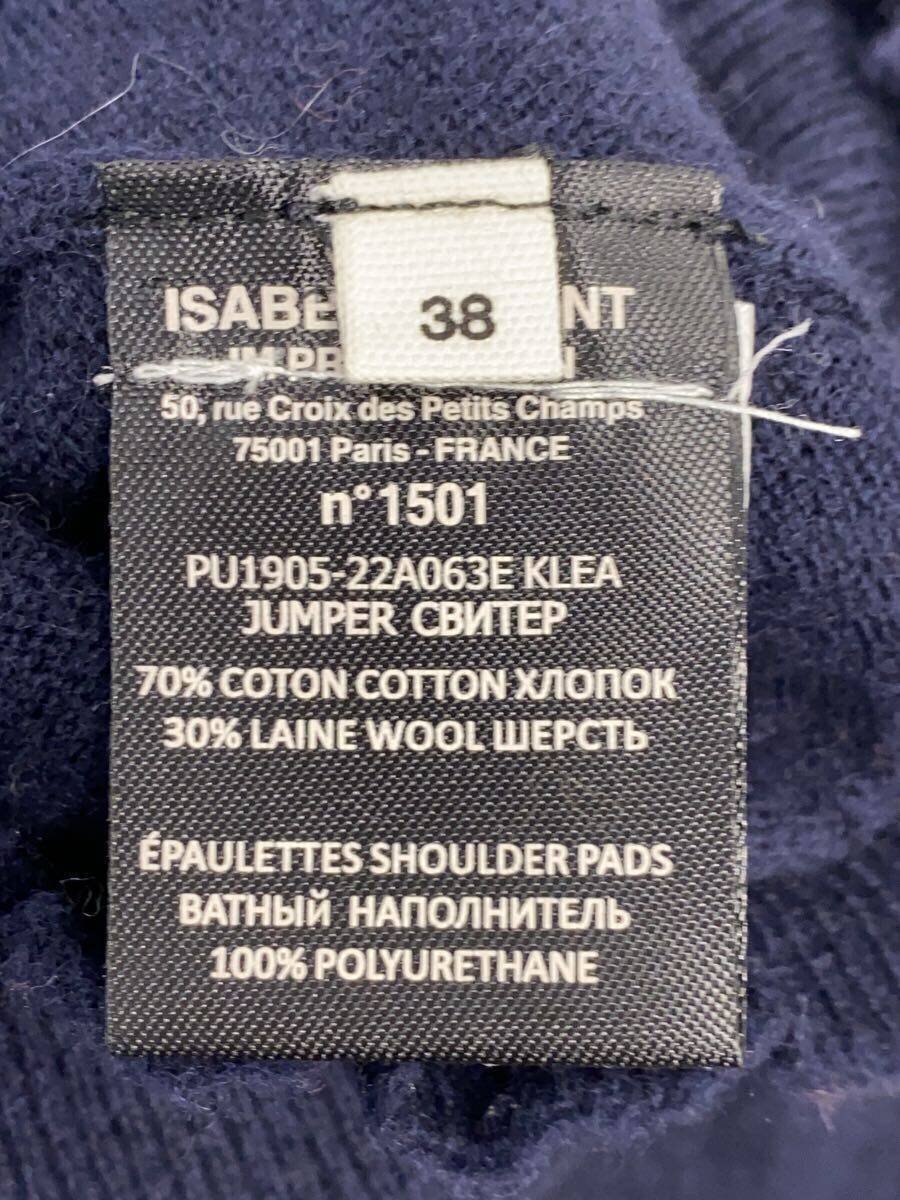 38
50, rue Croix des Petits Champs
75001 Paris - FRANCE
n°1501
PU1905-22A063E KLEA
JUMPER СВИТЕР
70% COTON COTTON ХЛОПОК
30% LAINE WOOL ШЕРСТЬ
ÉPAULETTES SHOULDER PADS
ВАТНЫЙ НАПОЛНИТЕЛЬ
100% POLYURETHANE